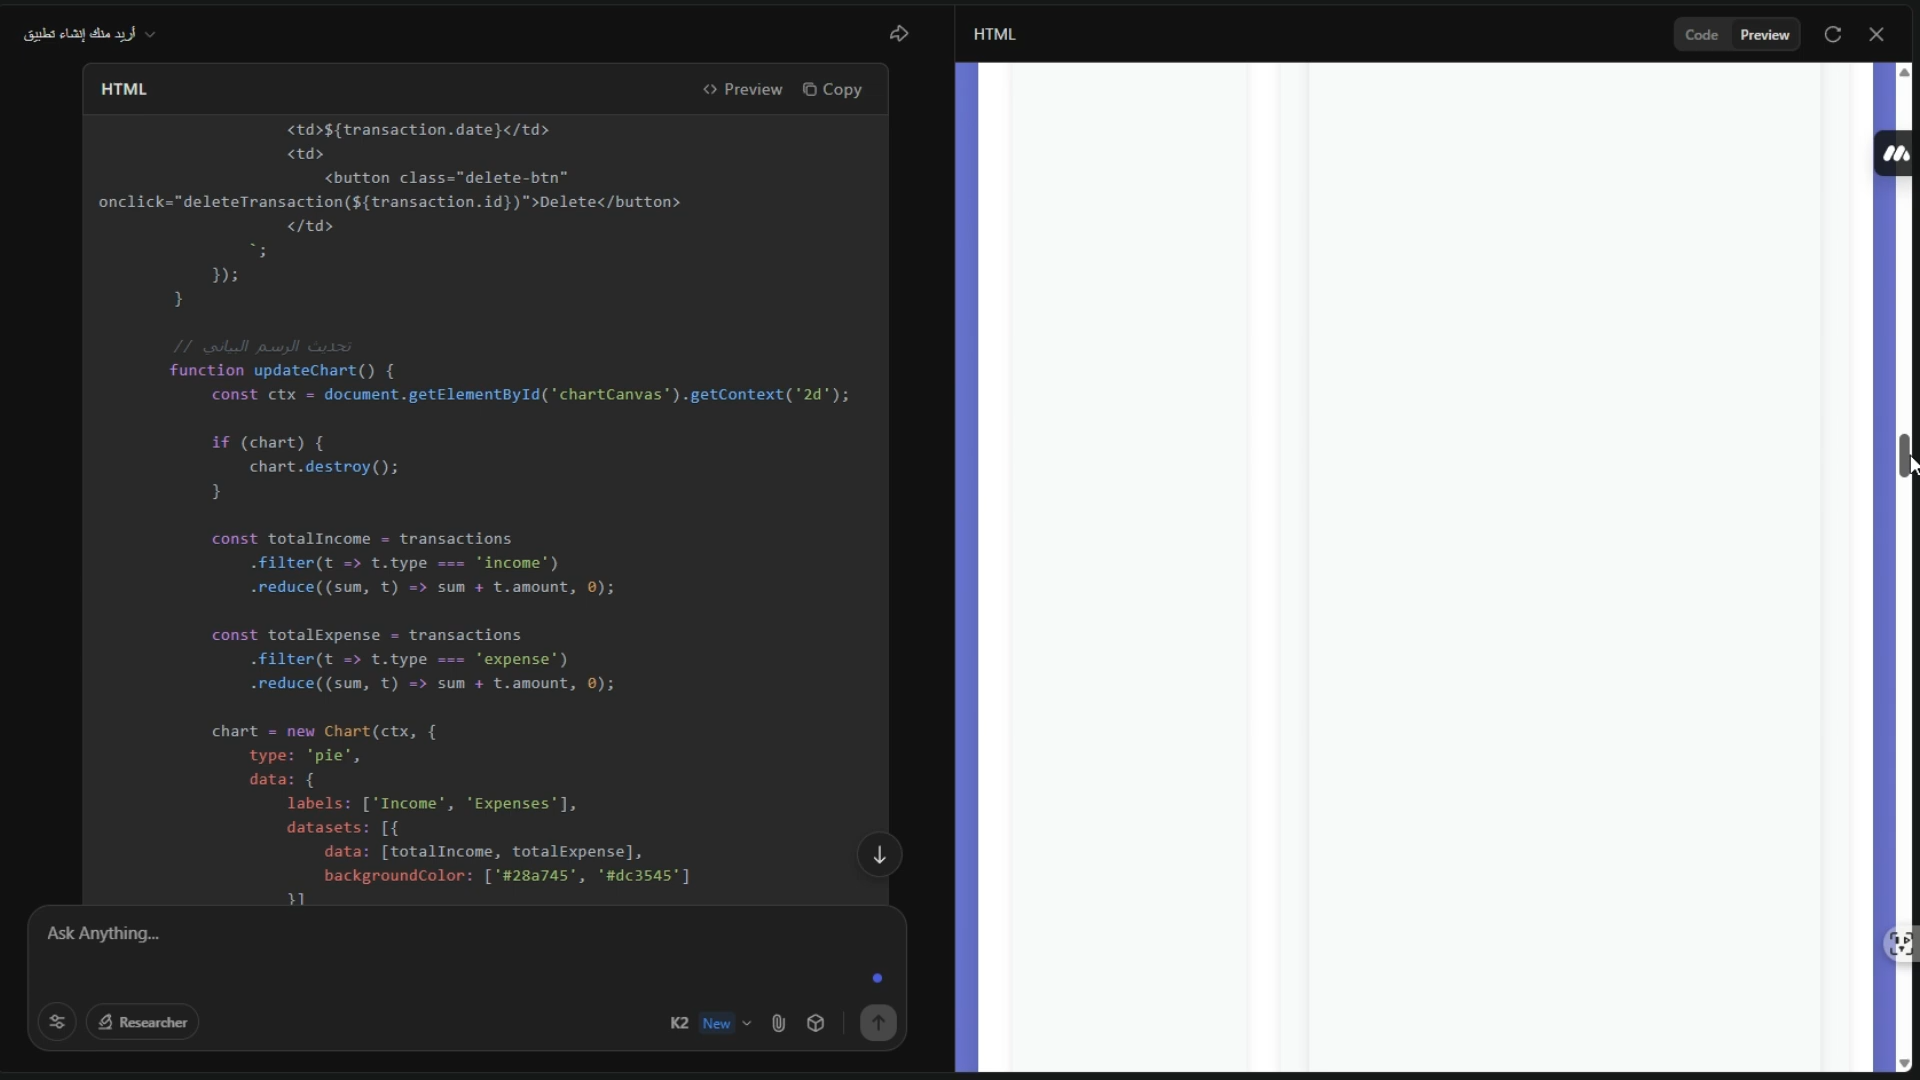 أريد منك إنشاء تطبيق
HTML
Code
Preview
HTML
<> Preview
Copy
<td>${transaction.date}</td>
<td>
<button class="delete-btn"
onclick="deleteTransaction(${transaction.id})">Delete</button>
</td>
`;
});
}
// تحديث الرسم البياني
function updateChart() {
const ctx = document.getElementById('chartCanvas').getContext('2d');
if (chart) {
chart.destroy();
}
const totalIncome = transactions
.filter(t => t.type === 'income')
.reduce((sum, t) => sum + t.amount, 0);
const totalExpense = transactions
.filter(t => t.type === 'expense')
.reduce((sum, t) => sum + t.amount, 0);
chart = new Chart(ctx, {
type: 'pie',
data: {
labels: ['Income', 'Expenses'],
datasets: [{
data: [totalIncome, totalExpense],
backgroundColor: ['#28a745', '#dc3545']
}]
Ask Anything...
Researcher
K2 New